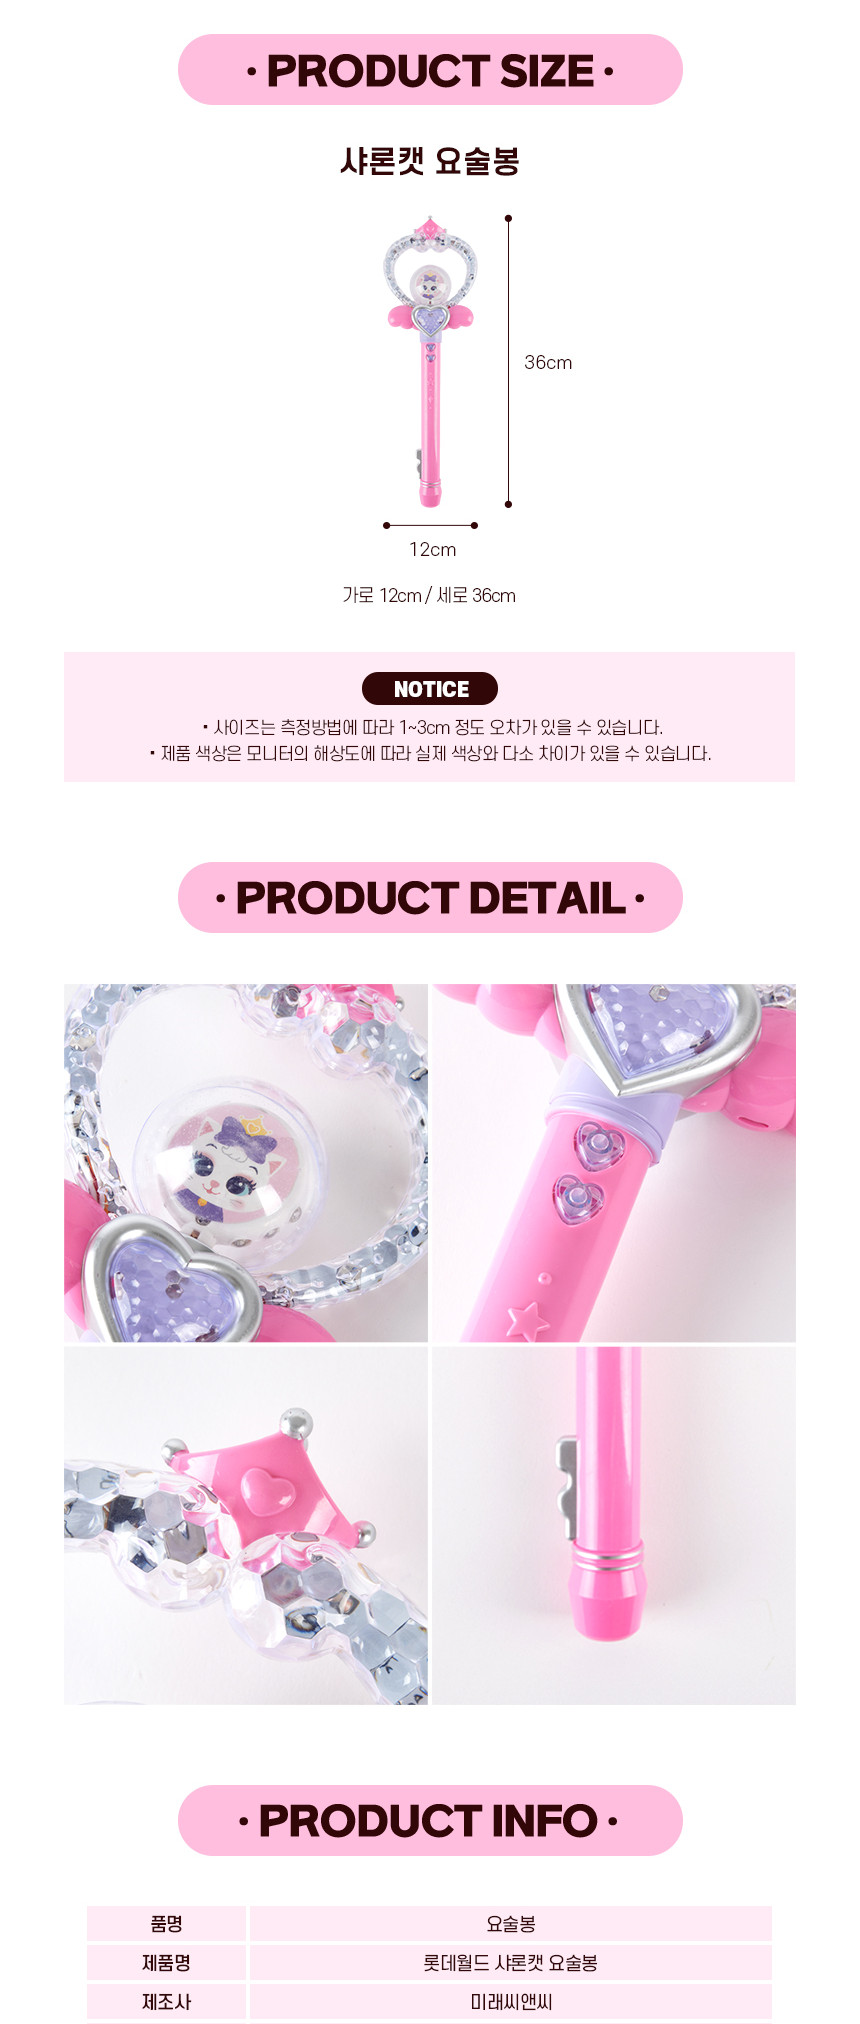 · PRODUCT SIZE ·
샤론캣 요술봉
36cm
12cm
가로 12cm / 세로 36cm
NOTICE
▪ 사이즈는 측정방법에 따라 1~3cm 정도 오차가 있을 수 있습니다.
▪ 제품 색상은 모니터의 해상도에 따라 실제 색상와 다소 차이가 있을 수 있습니다.
· PRODUCT DETAIL ·
· PRODUCT INFO ·
품명 요술봉
제품명 롯데월드 샤론캣 요술봉
제조사 미래씨앤씨